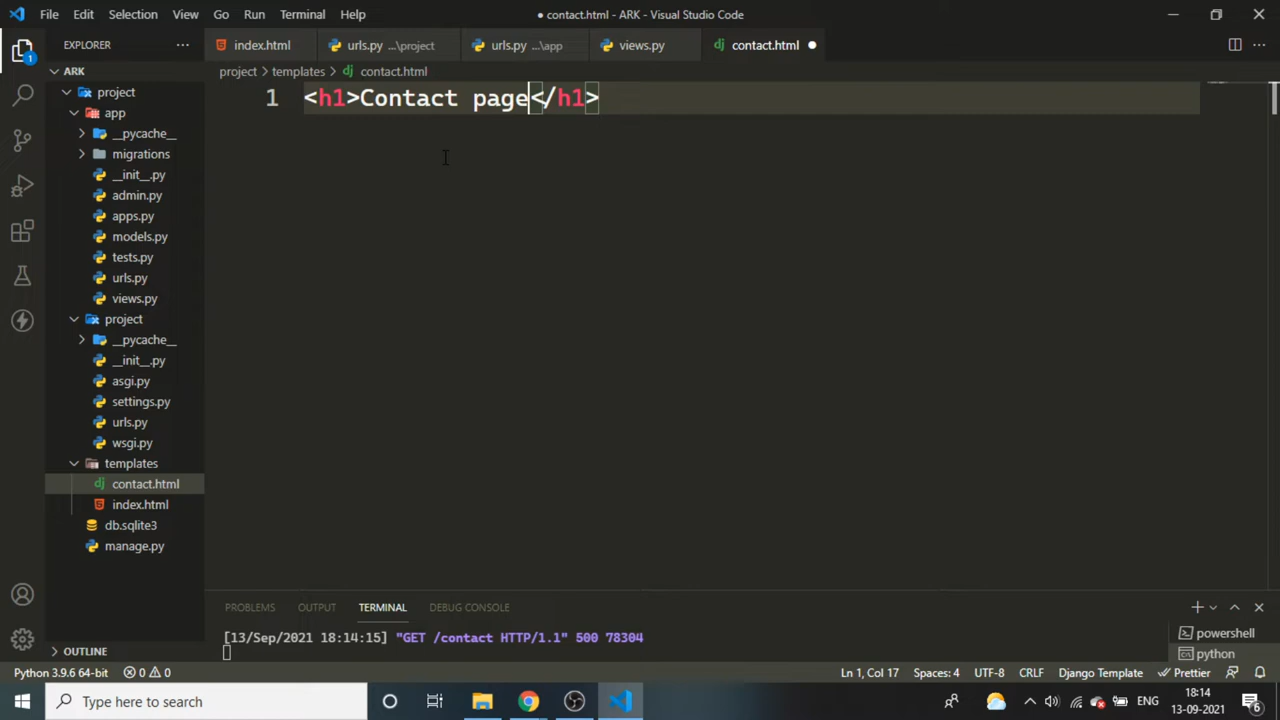 File Edit Selection View Go Run Terminal Help
● contact.html - ARK - Visual Studio Code
EXPLORER
index.html
urls.py ...\project
urls.py ...\app
views.py
contact.html
ARK
project > templates > contact.html
project
app
__pycache__
migrations
__init__.py
admin.py
apps.py
models.py
tests.py
urls.py
views.py
project
__pycache__
__init__.py
asgi.py
settings.py
urls.py
wsgi.py
templates
contact.html
index.html
db.sqlite3
manage.py
OUTLINE
1
1 <h1>Contact page</h1>
PROBLEMS OUTPUT TERMINAL DEBUG CONSOLE
[13/Sep/2021 18:14:15] "GET /contact HTTP/1.1" 500 78304
powershell
python
Python 3.9.6 64-bit 0 0
Ln 1, Col 17 Spaces: 4 UTF-8 CRLF Django Template Prettier
Type here to search
ENG
18:14
13-09-2021
6